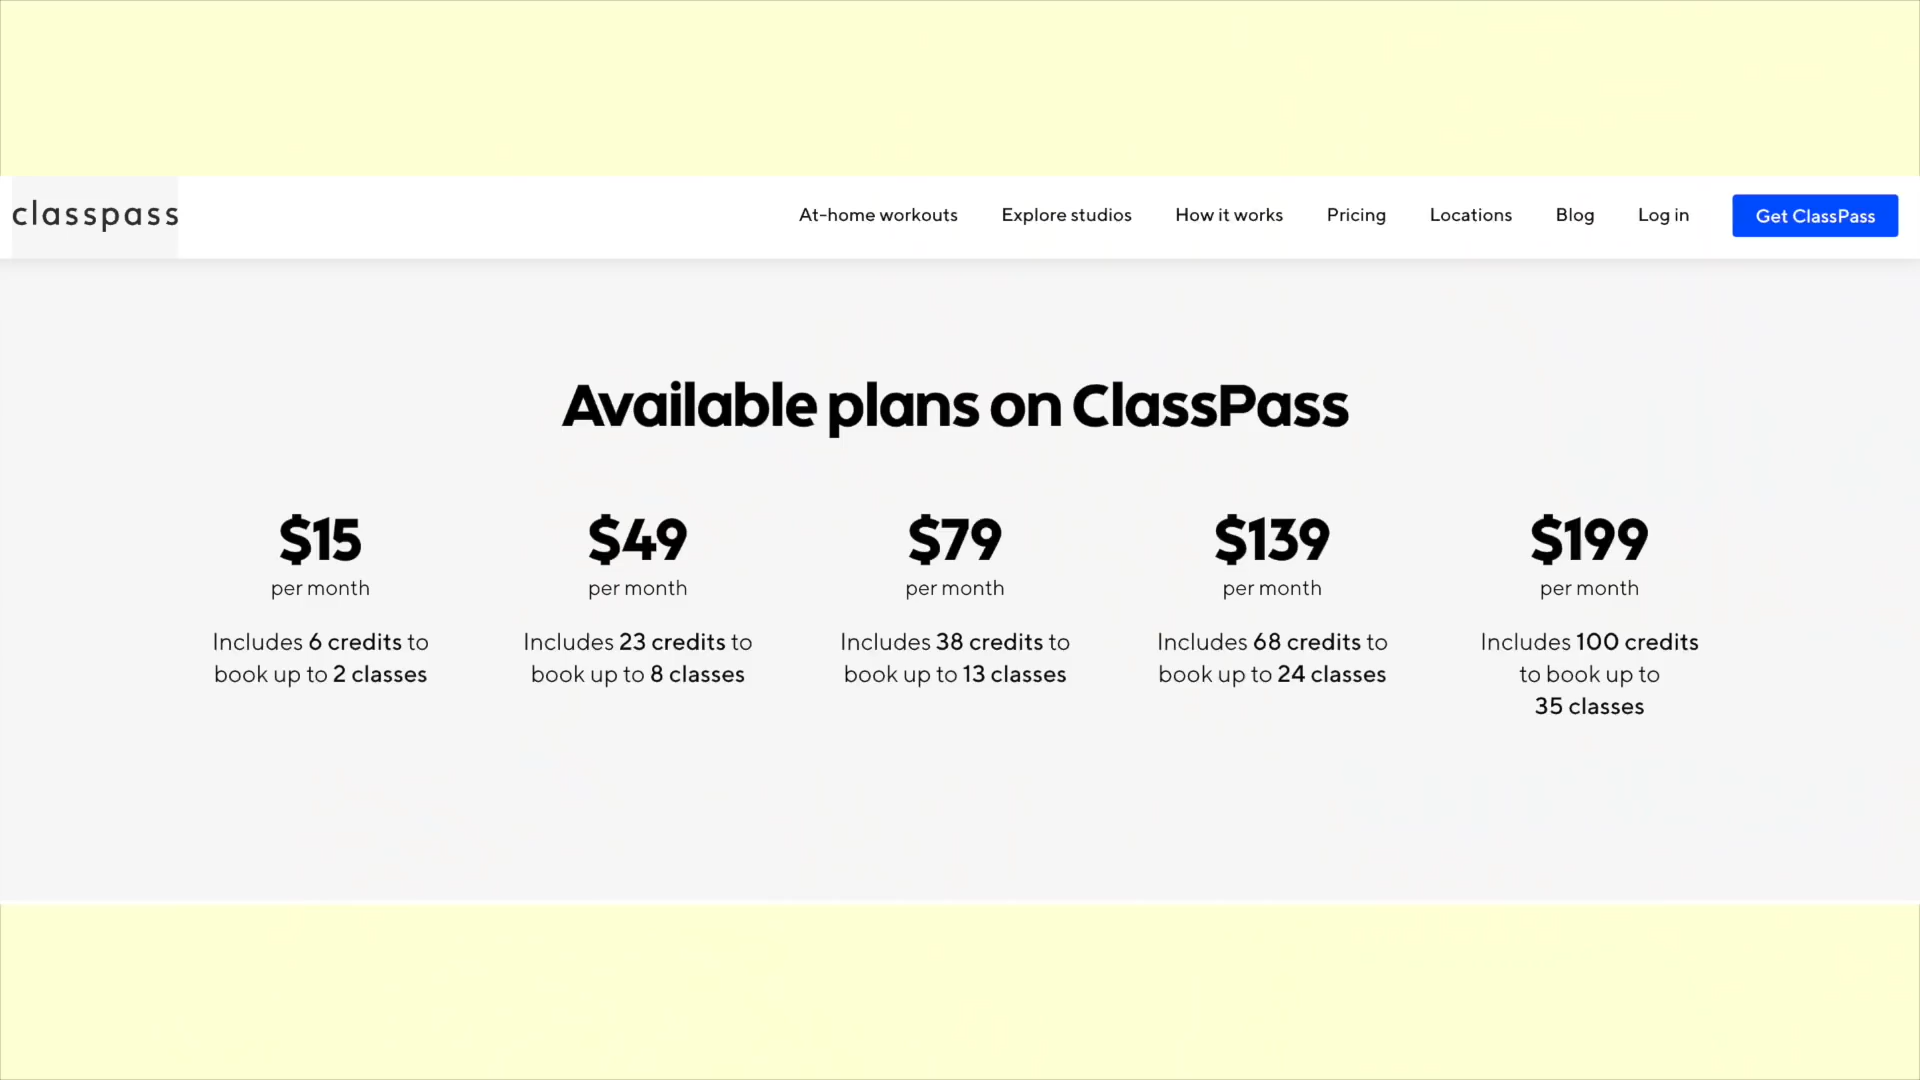 classpass
At-home workouts Explore studios How it works Pricing Locations Blog Log in Get ClassPass
Available plans on ClassPass
$15
per month
Includes 6 credits to
book up to 2 classes
$49
per month
Includes 23 credits to
book up to 8 classes
$79
per month
Includes 38 credits to
book up to 13 classes
$139
per month
Includes 68 credits to
book up to 24 classes
$199
per month
Includes 100 credits
to book up to
35 classes